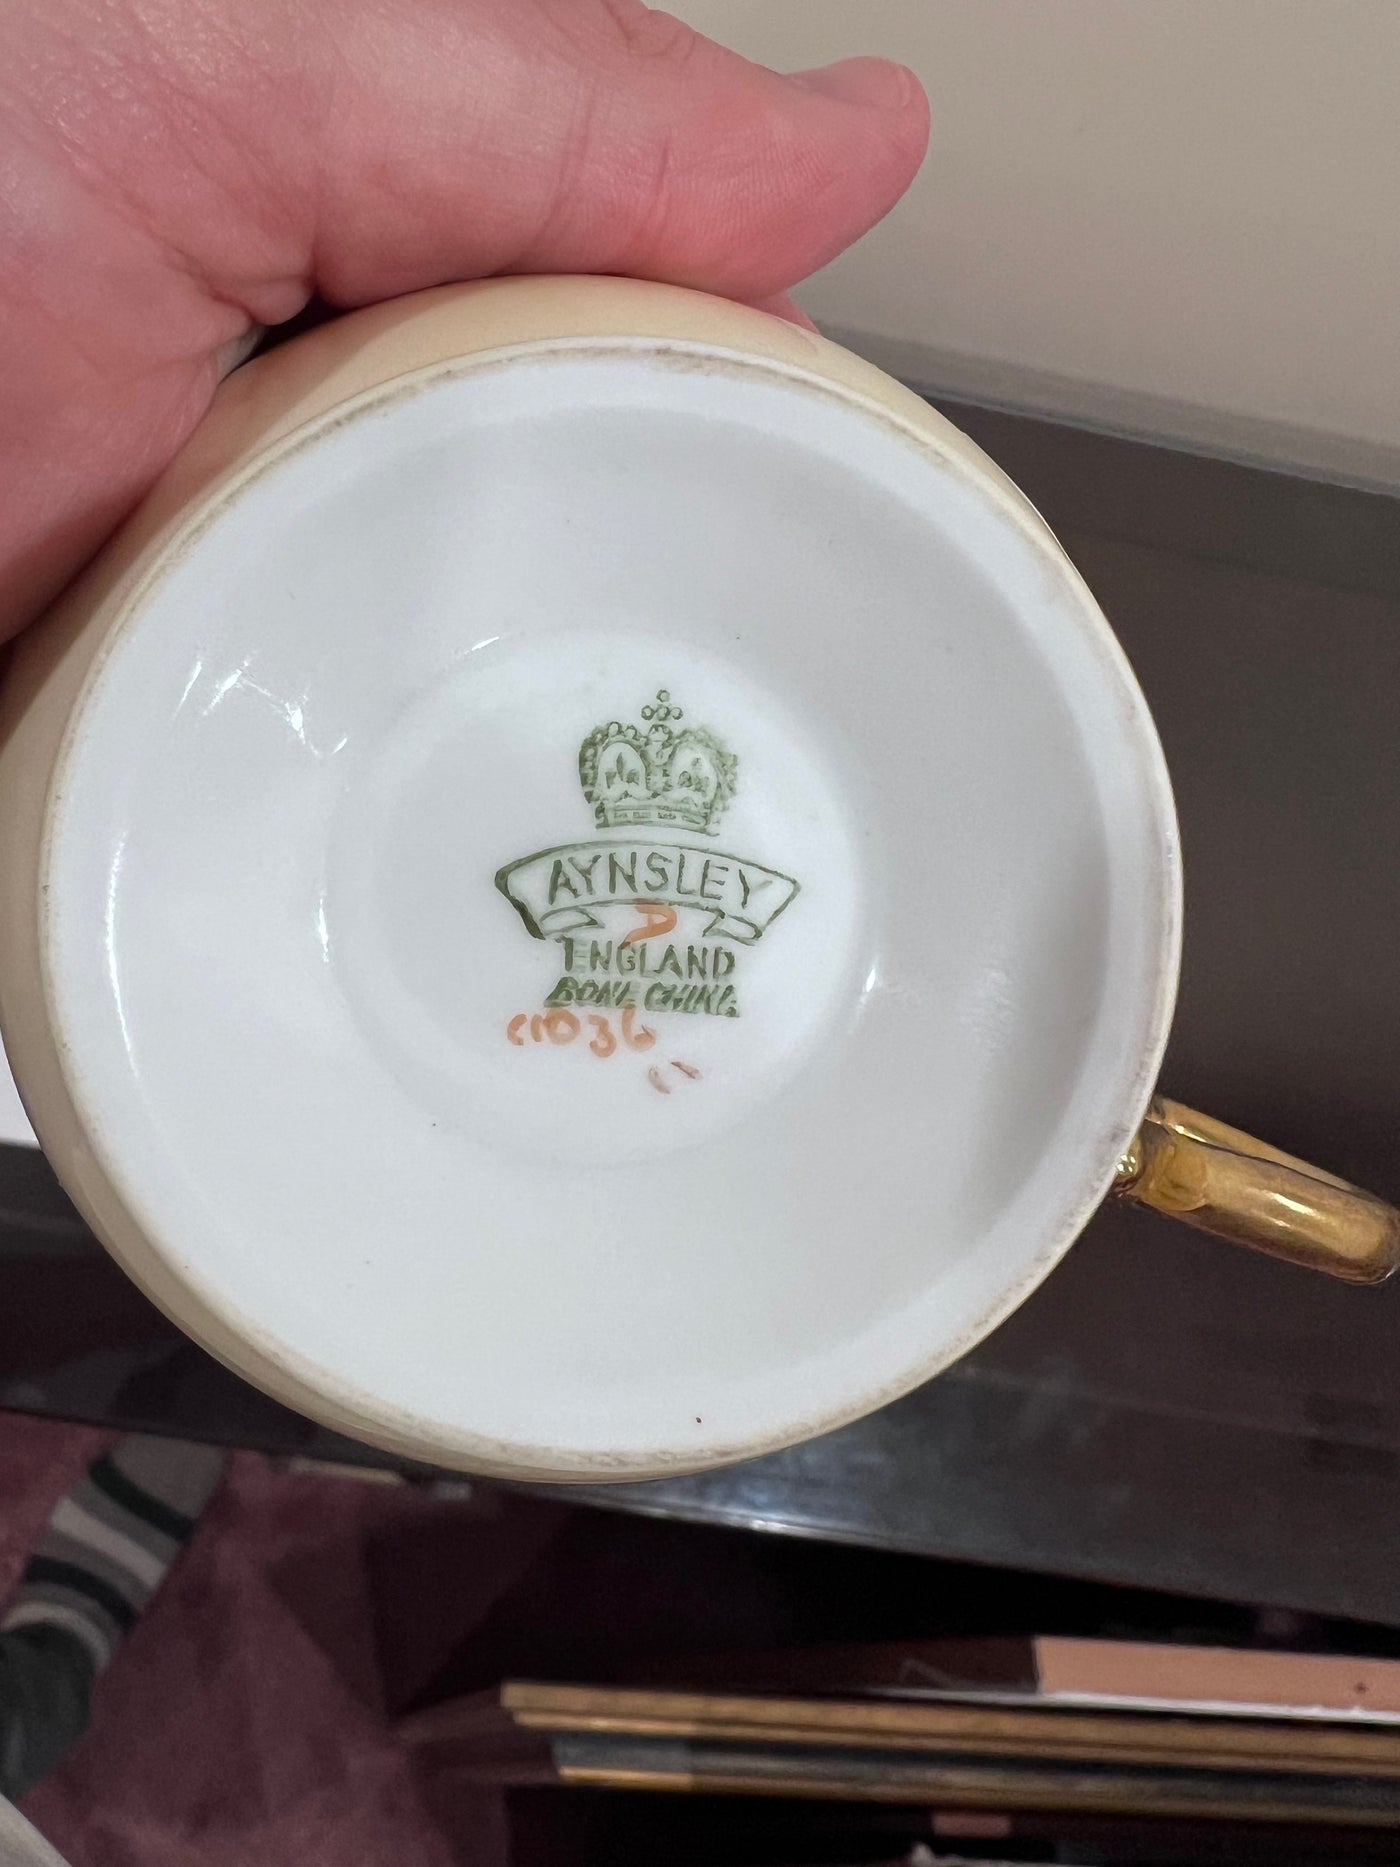 AYNSLEY
D
ENGLAND
BONE CHINA
C1036